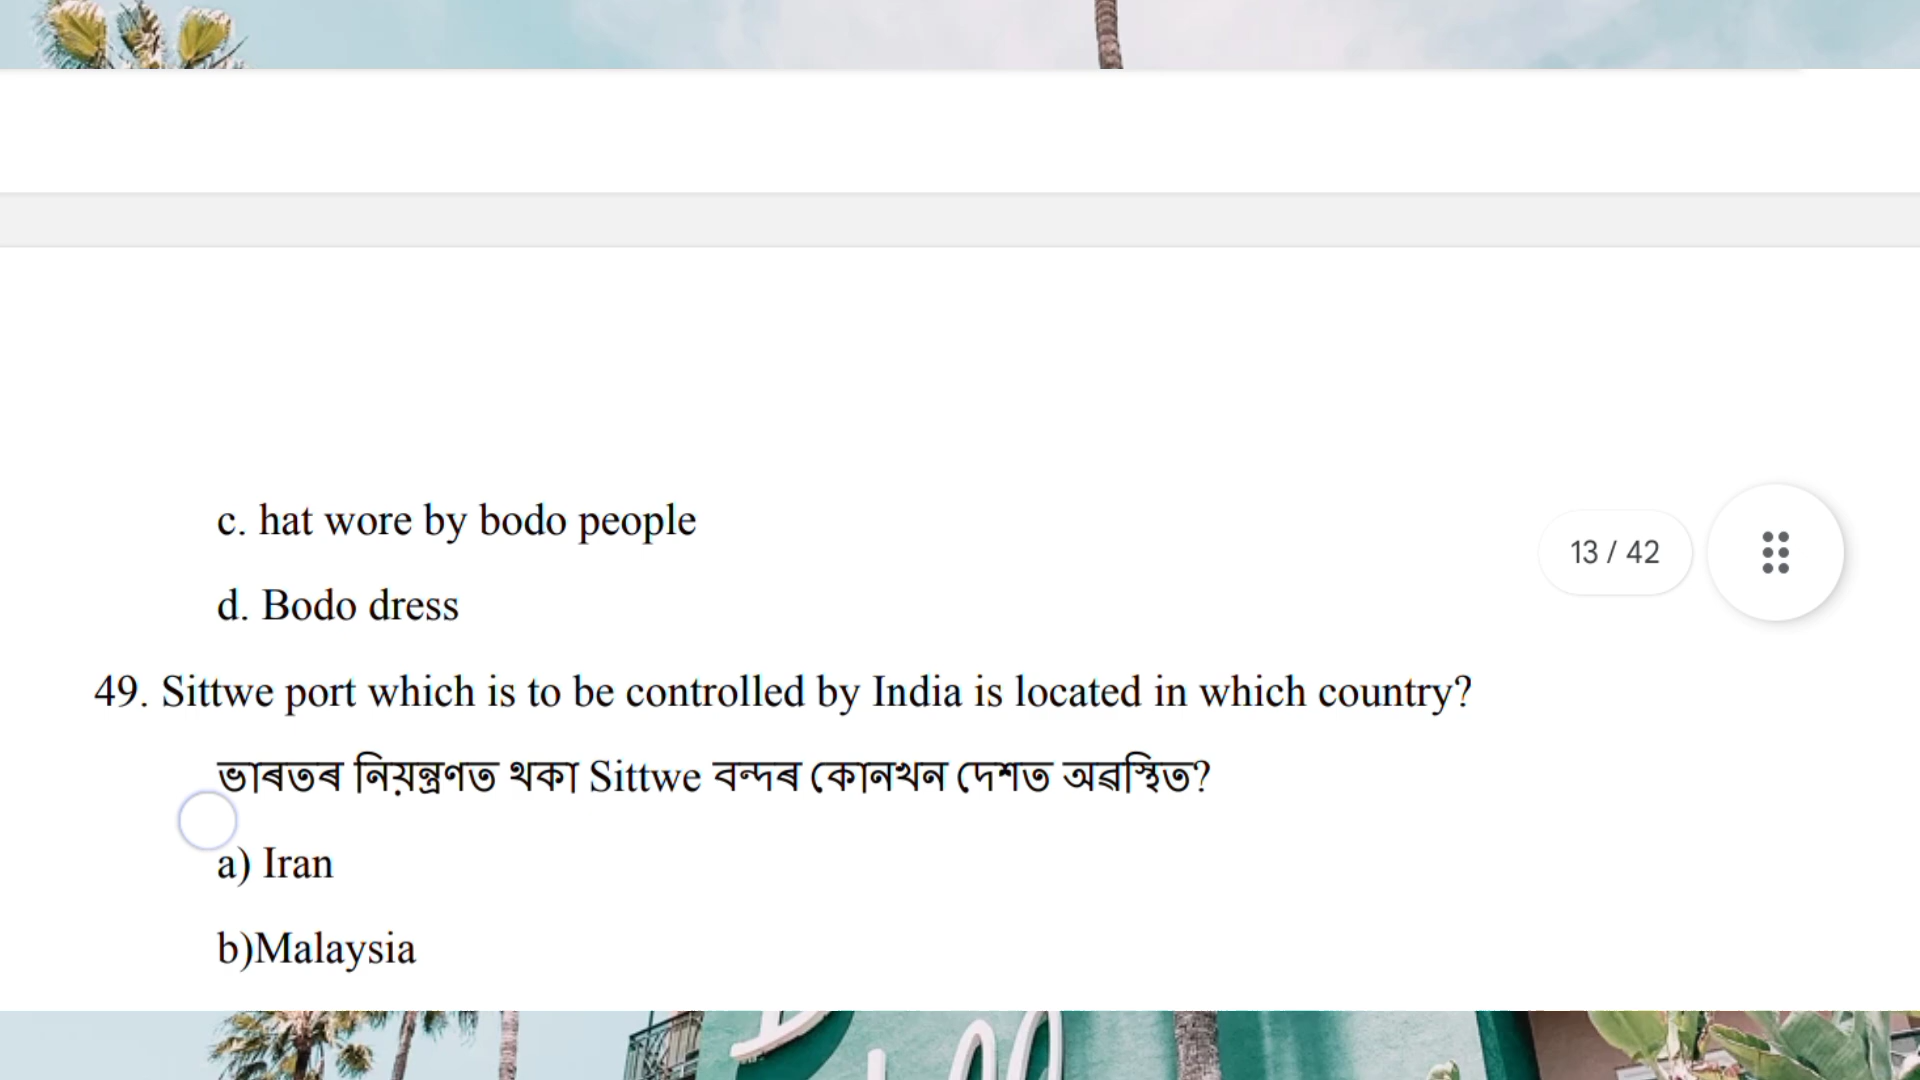 c. hat wore by bodo people
13 / 42
d. Bodo dress
49. Sittwe port which is to be controlled by India is located in which country?
ভাৰতৰ নিয়ন্ত্ৰণত থকা Sittwe বন্দৰ কোনখন দেশত অৱস্থিত?
a) Iran
b)Malaysia